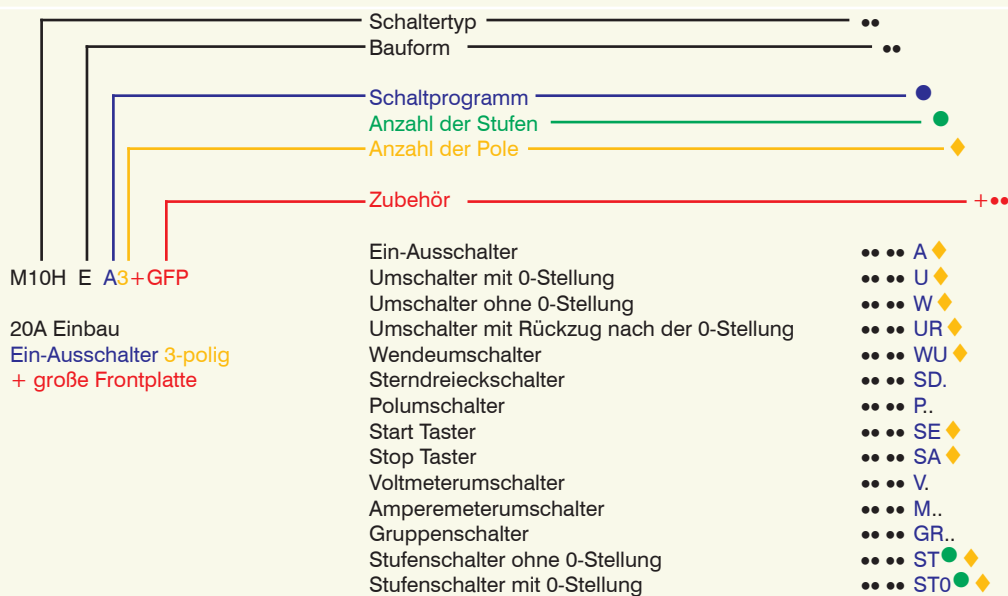 Schaltertyp ••
Bauform ••
Schaltprogramm ●
Anzahl der Stufen ●
Anzahl der Pole ♦
Zubehör +••
M10H E A3+GFP
20A Einbau
Ein-Ausschalter 3-polig
+ große Frontplatte
Ein-Ausschalter •• •• A ♦
Umschalter mit 0-Stellung •• •• U ♦
Umschalter ohne 0-Stellung •• •• W ♦
Umschalter mit Rückzug nach der 0-Stellung •• •• UR ♦
Wendeumschalter •• •• WU ♦
Sterndreieckschalter •• •• SD.
Polumschalter •• •• P..
Start Taster •• •• SE ♦
Stop Taster •• •• SA ♦
Voltmeterumschalter •• •• V.
Amperemeterumschalter •• •• M..
Gruppenschalter •• •• GR..
Stufenschalter ohne 0-Stellung •• •• ST● ♦
Stufenschalter mit 0-Stellung •• •• ST0● ♦